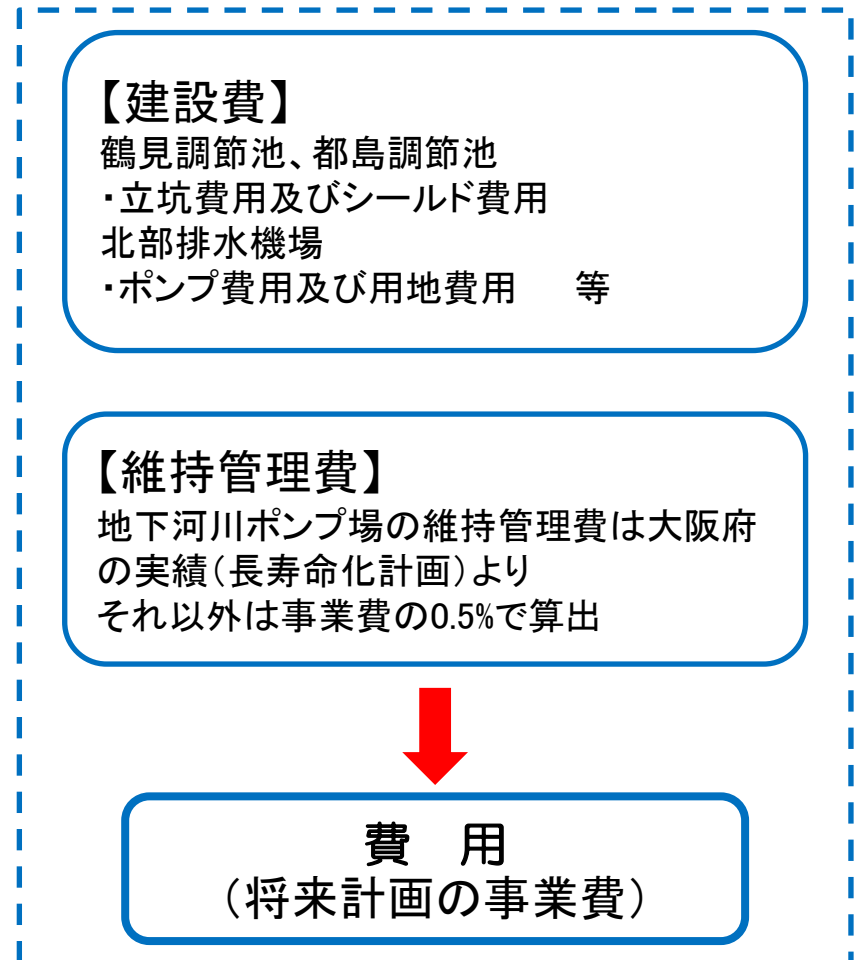 【建設費】
鶴見調節池、都島調節池
・立坑費用及びシールド費用
北部排水機場
・ポンプ費用及び用地費用　　等
【維持管理費】
地下河川ポンプ場の維持管理費は大阪府
の実績（長寿命化計画）より
それ以外は事業費の0.5%で算出
費　用
（将来計画の事業費）